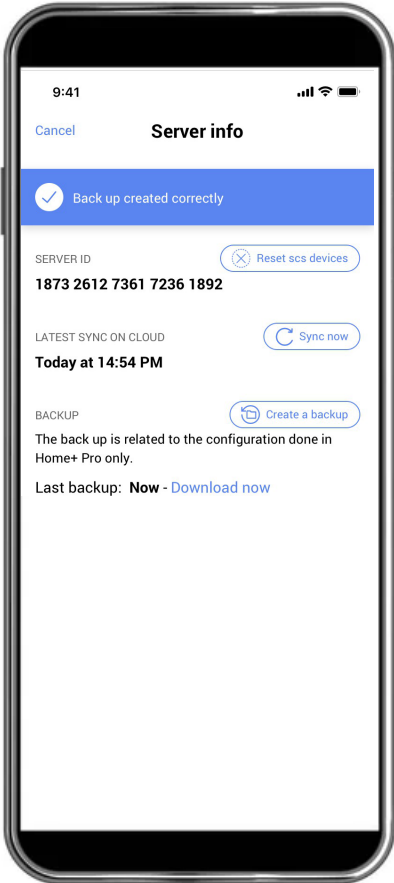 9:41
Cancel
Server info
Back up created correctly
SERVER ID
Reset scs devices
1873 2612 7361 7236 1892
LATEST SYNC ON CLOUD
Sync now
Today at 14:54 PM
BACKUP
Create a backup
The back up is related to the configuration done in
Home+ Pro only.
Last backup: Now - Download now